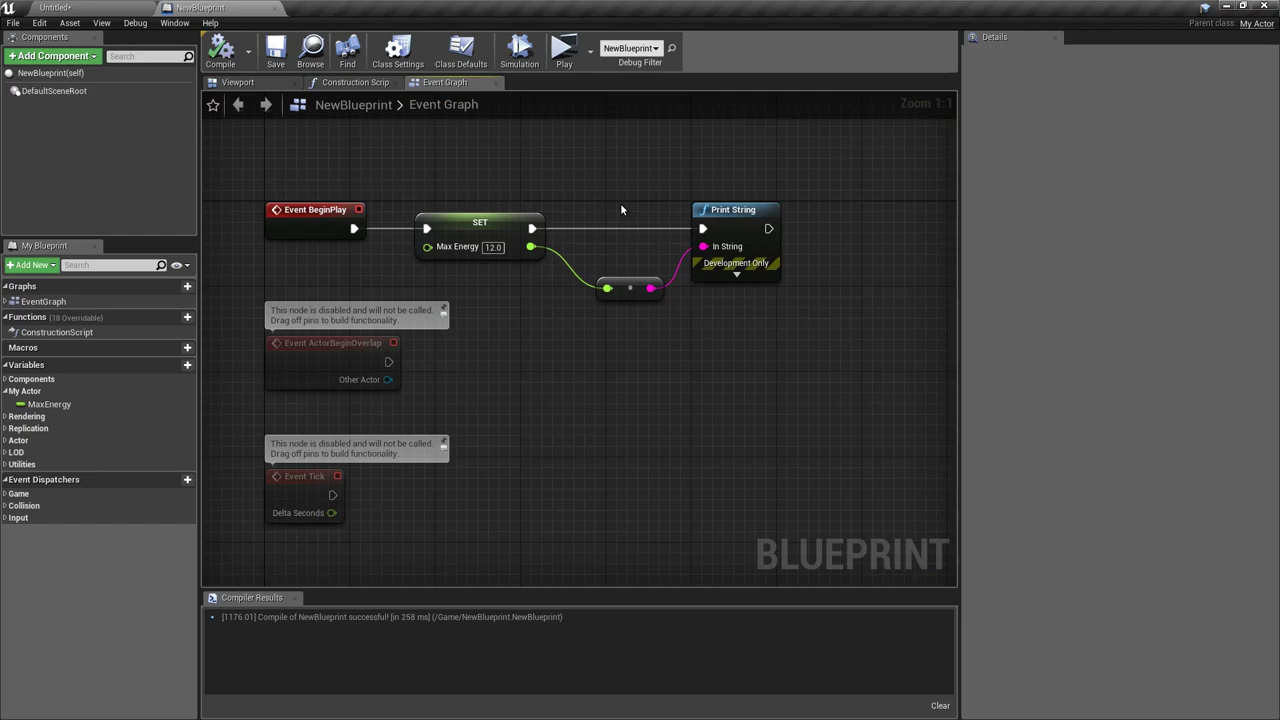 Untitled*
NewBlueprint
File Edit Asset View Debug Window Help
Parent class: My Actor
Components
+ Add Component
Search
NewBlueprint(self)
DefaultSceneRoot
Compile
Save
Browse
Find
Class Settings
Class Defaults
Simulation
Play
NewBlueprint
Debug Filter
Details
Viewport
Construction Scrip
Event Graph
NewBlueprint > Event Graph
Zoom 1:1
Event BeginPlay
SET
Max Energy 12.0
Print String
In String
Development Only
This node is disabled and will not be called.
Drag off pins to build functionality.
Event ActorBeginOverlap
Other Actor
This node is disabled and will not be called.
Drag off pins to build functionality.
Event Tick
Delta Seconds
BLUEPRINT
My Blueprint
+ Add New
Search
Graphs
EventGraph
Functions (18 Overridable)
ConstructionScript
Macros
Variables
Components
My Actor
MaxEnergy
Rendering
Replication
Actor
LOD
Utilities
Event Dispatchers
Game
Collision
Input
Compiler Results
[1176.01] Compile of NewBlueprint successful! [in 258 ms] (/Game/NewBlueprint.NewBlueprint)
Clear